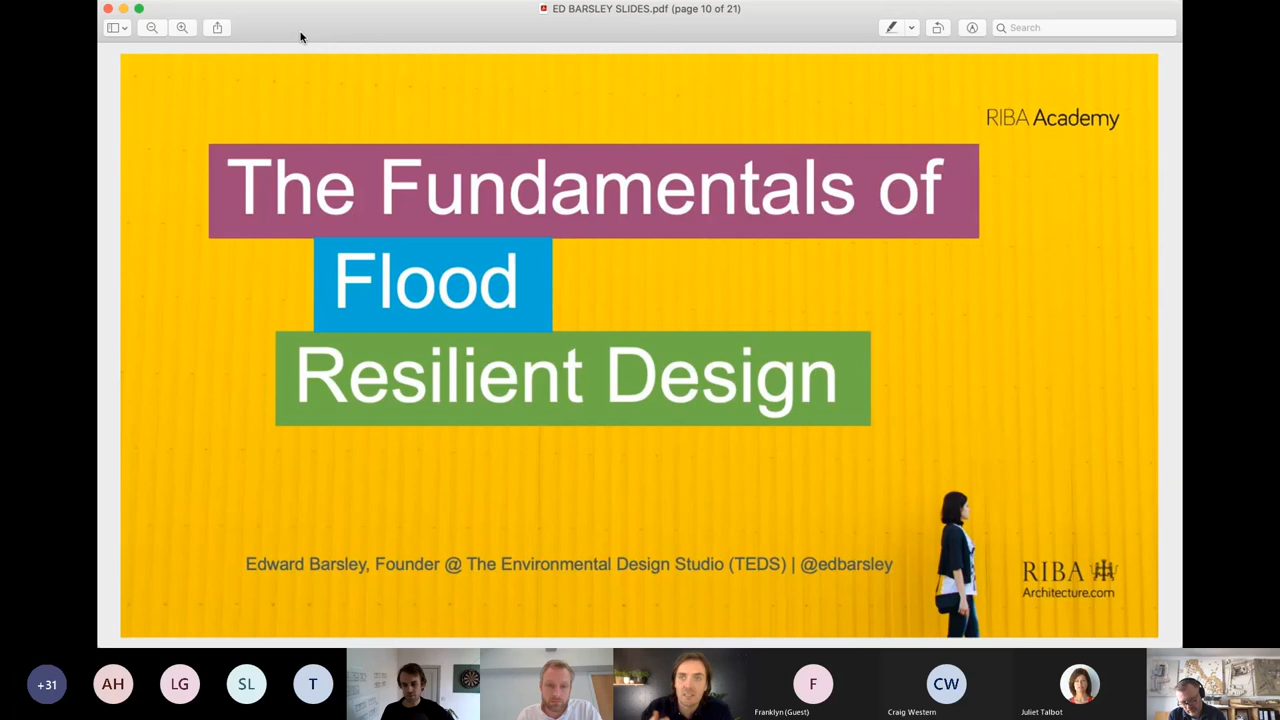 ED BARSLEY SLIDES.pdf (page 10 of 21)
Search
RIBA Academy
The Fundamentals of
Flood
Resilient Design
Edward Barsley, Founder @ The Environmental Design Studio (TEDS) | @edbarsley
RIBA
Architecture.com
+31
AH
LG
SL
T
F
CW
Franklyn (Guest)
Craig Western
Juliet Talbot